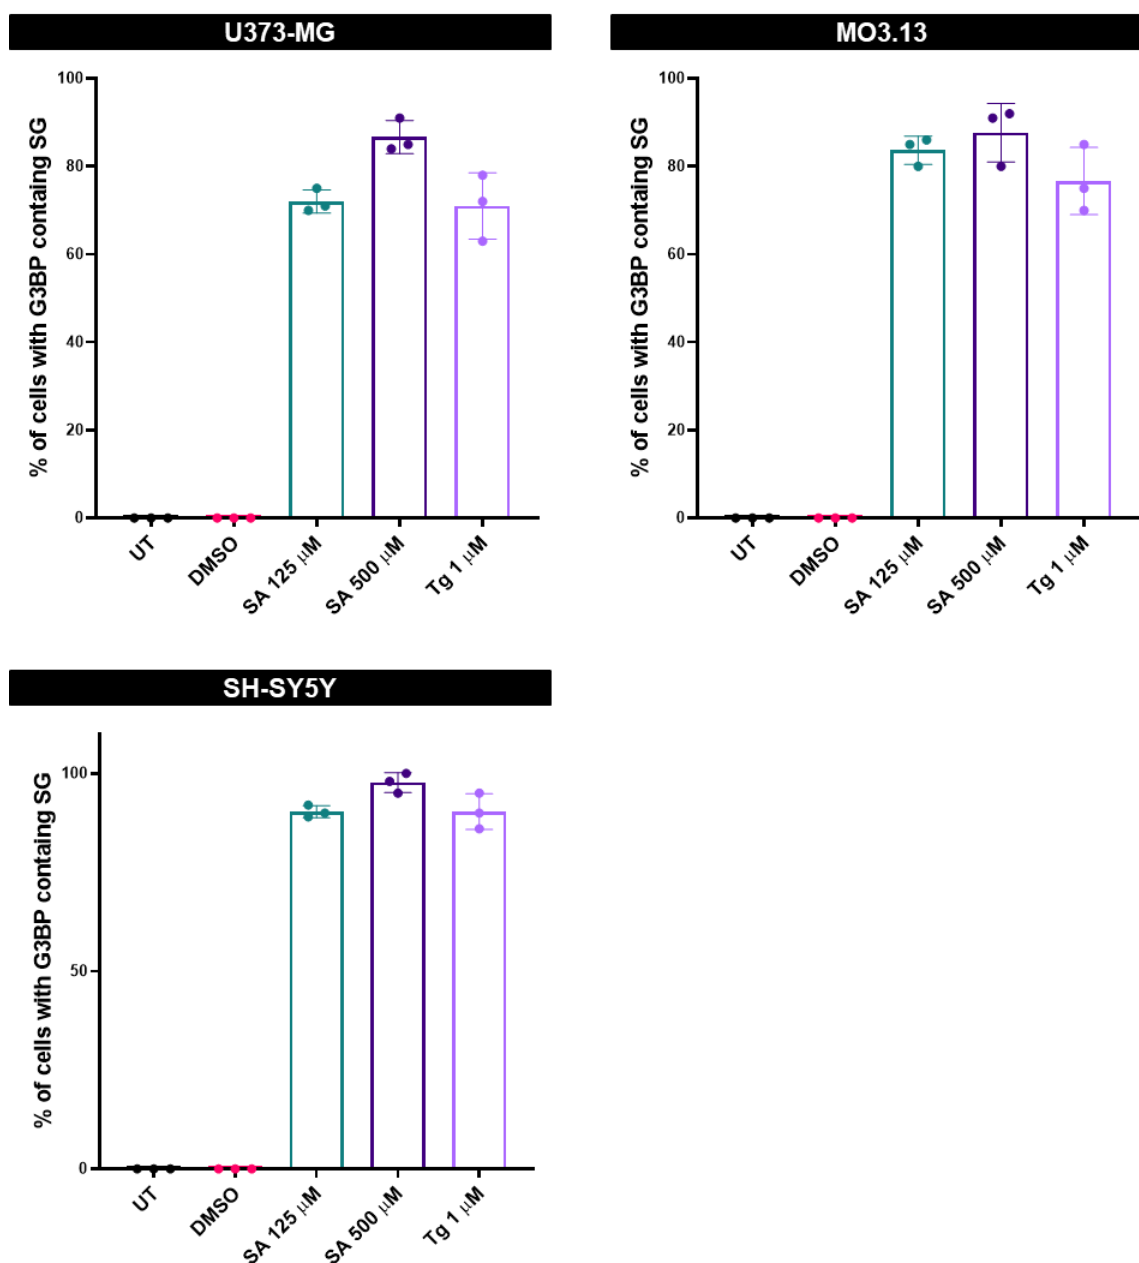 U373-MG
% of cells with G3BP containg SG
100
80
60
40
20
0
UT
DMSO
SA 125 μM
SA 500 μM
Tg 1 μM
MO3.13
% of cells with G3BP containg SG
100
80
60
40
20
0
UT
DMSO
SA 125 μM
SA 500 μM
Tg 1 μM
SH-SY5Y
% of cells with G3BP containg SG
100
50
0
UT
DMSO
SA 125 μM
SA 500 μM
Tg 1 μM